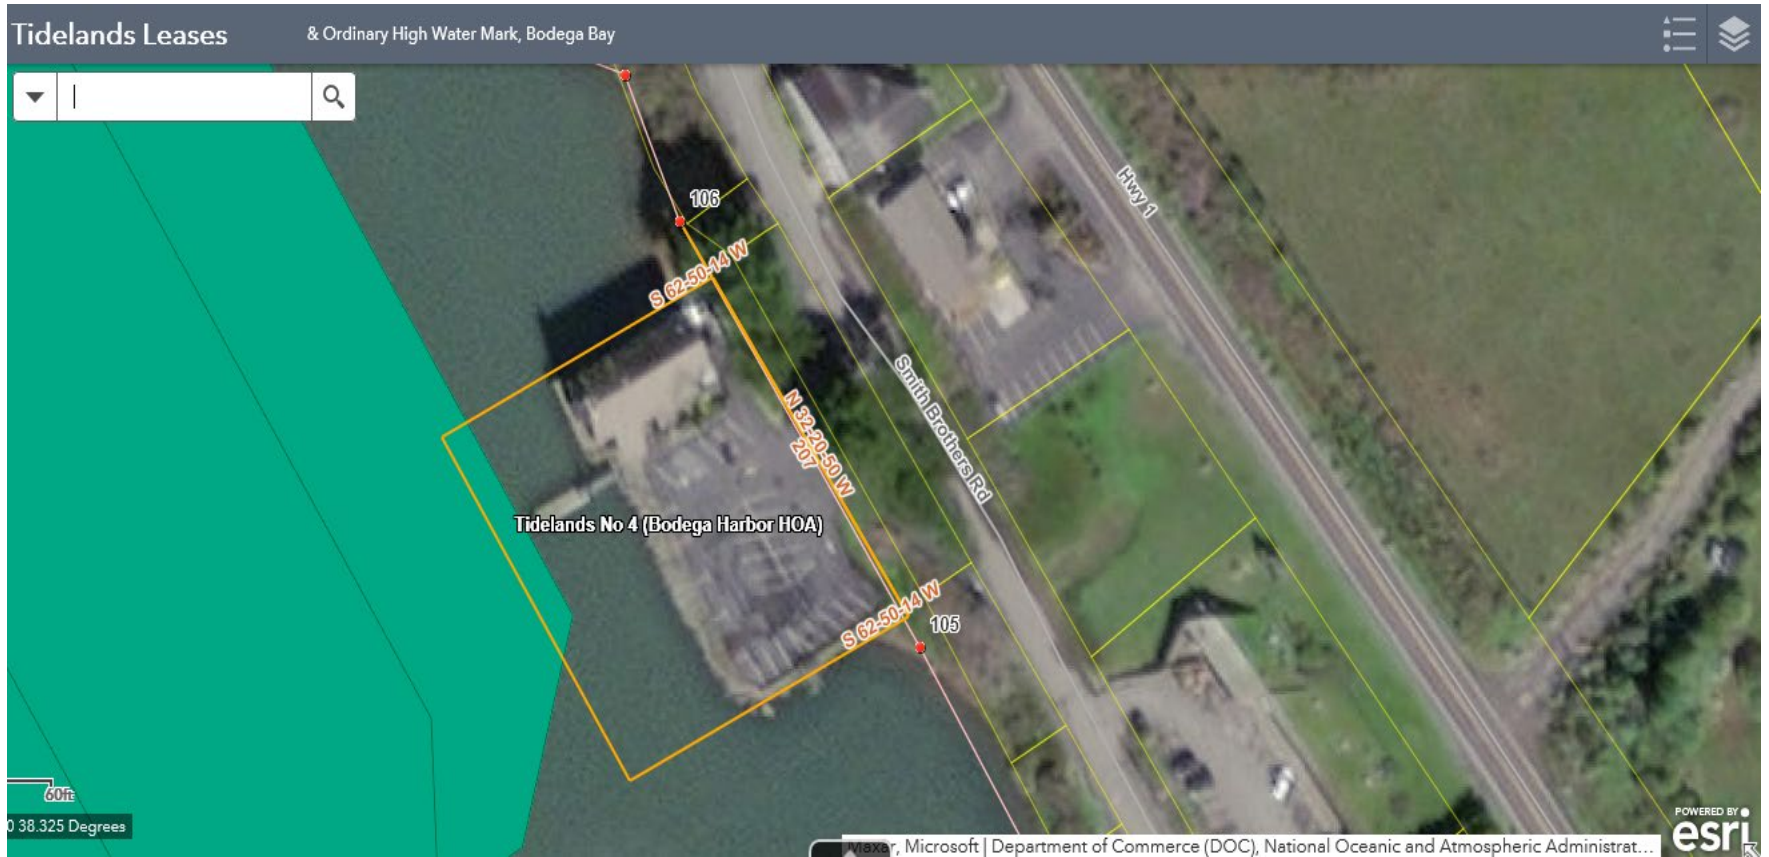 Tidelands Leases
& Ordinary High Water Mark, Bodega Bay
106
Hwy 1
S 62-50-14 W
Smith Brothers Rd
N 32-20-50 W
207
Tidelands No 4 (Bodega Harbor HOA)
S 62-50-14 W
105
60ft
0 38.325 Degrees
POWERED BY
esri
Maxar, Microsoft | Department of Commerce (DOC), National Oceanic and Atmospheric Administrat...